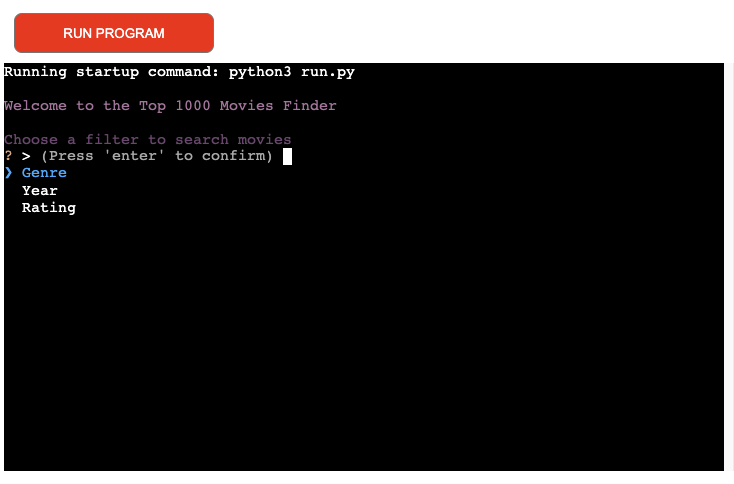 RUN PROGRAM
Running startup command: python3 run.py
Welcome to the Top 1000 Movies Finder
Choose a filter to search movies
? > (Press 'enter' to confirm)
❯ Genre
Year
Rating